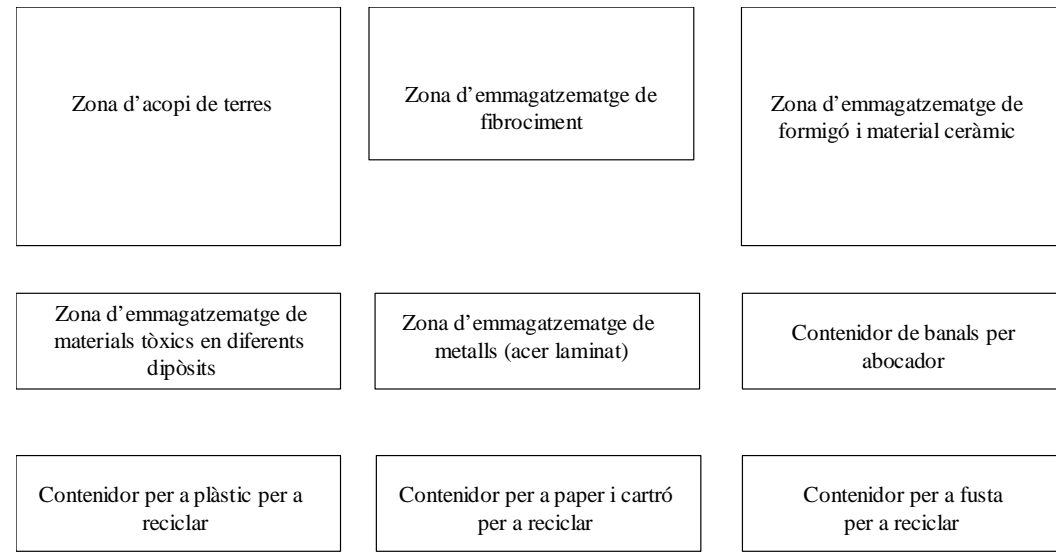 Zona d'acopi de terres
Zona d'emmagatzematge de
fibrociment
Zona d'emmagatzematge de
formigó i material ceràmic
Zona d'emmagatzematge de
materials tòxics en diferents
dipòsits
Zona d'emmagatzematge de
metalls (acer laminat)
Contenidor de banals per
abocador
Contenidor per a plàstic per a
reciclar
Contenidor per a paper i cartró
per a reciclar
Contenidor per a fusta
per a reciclar